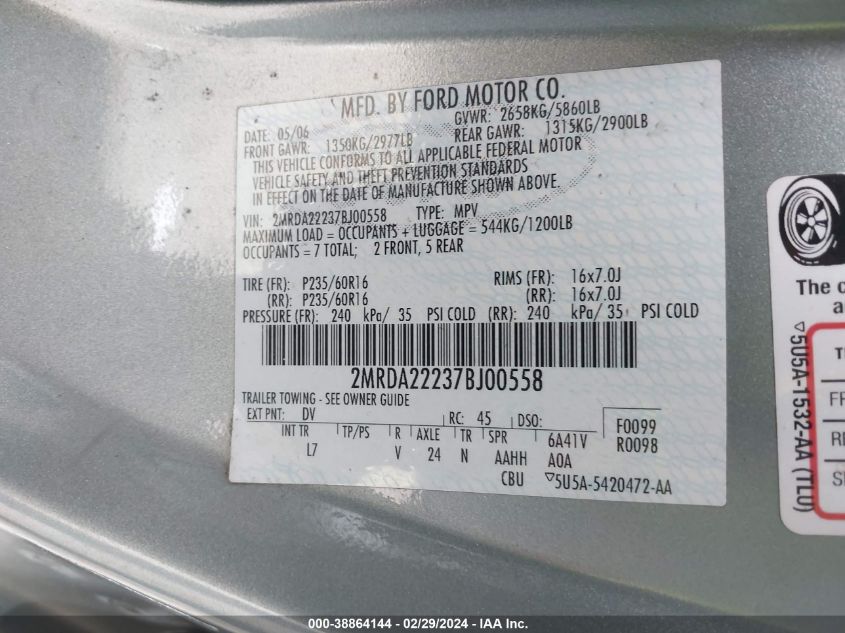 MFD. BY FORD MOTOR CO.
DATE: 05/06 GVWR: 2658KG/5860LB
FRONT GAWR: 1350KG/2977LB REAR GAWR: 1315KG/2900LB
THIS VEHICLE CONFORMS TO ALL APPLICABLE FEDERAL MOTOR
VEHICLE SAFETY AND THEFT PREVENTION STANDARDS
IN EFFECT ON THE DATE OF MANUFACTURE SHOWN ABOVE.
VIN: 2MRDA22237BJ00558 TYPE: MPV
MAXIMUM LOAD = OCCUPANTS + LUGGAGE = 544KG/1200LB
OCCUPANTS = 7 TOTAL; 2 FRONT, 5 REAR
TIRE (FR): P235/60R16 RIMS (FR): 16x7.0J
(RR): P235/60R16 (RR): 16x7.0J
PRESSURE (FR): 240 kPa/ 35 PSI COLD (RR): 240 kPa/ 35 PSI COLD
2MRDA22237BJ00558
TRAILER TOWING - SEE OWNER GUIDE
EXT PNT: DV RC: 45 DSO: F0099
INT TR TP/PS R AXLE TR SPR 6A41V R0098
L7 V 24 N AAHH A0A
CBU ▽5U5A-5420472-AA
The c
a
T
FR
RE
S
▽5U5A-1532-AA (TLU)
000-38864144 - 02/29/2024 - IAA Inc.